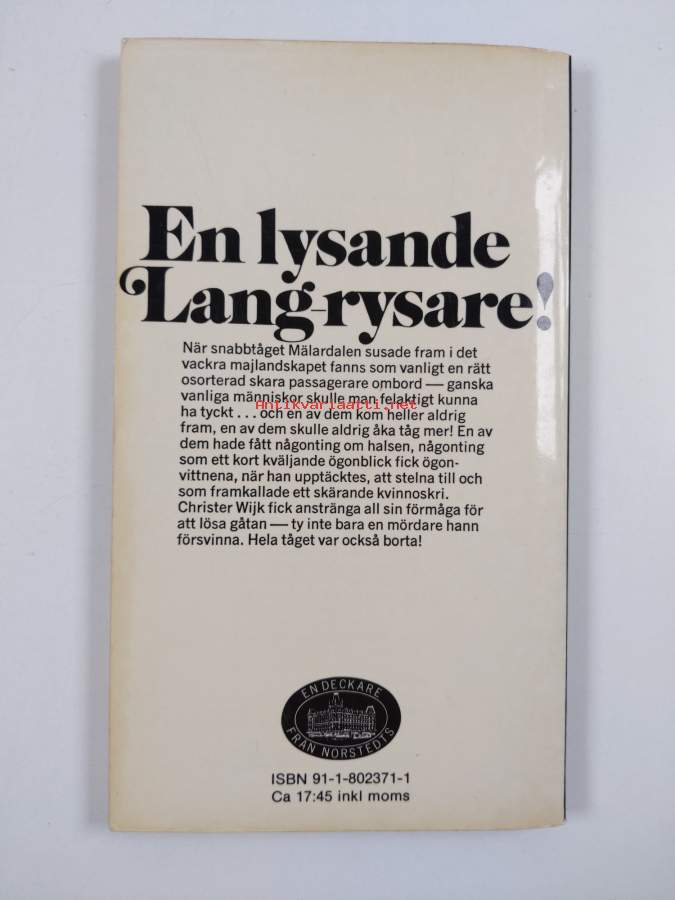 En lysande
Lang-rysare!
När snabbtåget Mälardalen susade fram i det
vackra majlandskapet fanns som vanligt en rätt
osorterad skara passagerare ombord — ganska
vanliga människor skulle man felaktigt kunna
ha tyckt . . . och en av dem kom heller aldrig
fram, en av dem skulle aldrig åka tåg mer! En av
dem hade fått någonting om halsen, någonting
som ett kort kväljande ögonblick fick ögon-
vittnena, när han upptäcktes, att stelna till och
som framkallade ett skärande kvinnoskri.
Christer Wijk fick anstränga all sin förmåga för
att lösa gåtan — ty inte bara en mördare hann
försvinna. Hela tåget var också borta!
Antikvariaatti.net
EN DECKARE
FRÅN NORSTEDTS
ISBN 91-1-802371-1
Ca 17:45 inkl moms